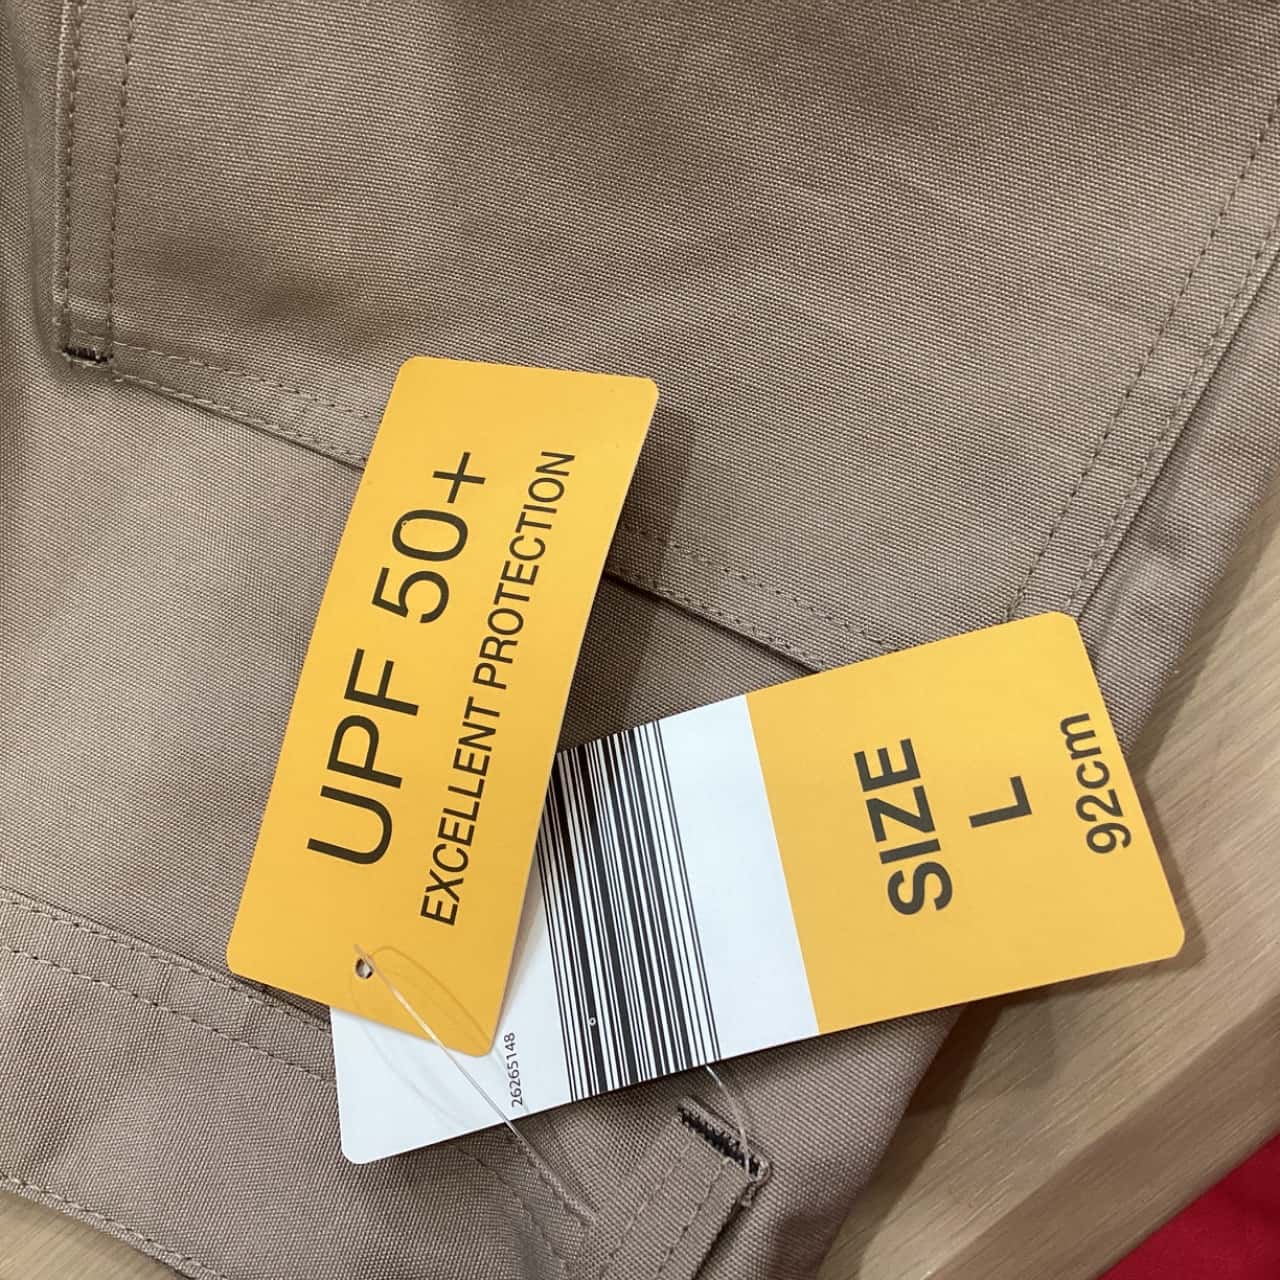 UPF 50+
EXCELLENT PROTECTION
26265148
SIZE
L
92cm